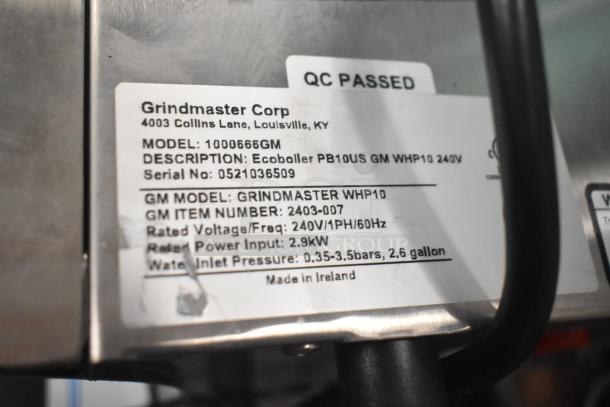 QC PASSED
Grindmaster Corp
4003 Collins Lane, Louisville, KY
MODEL: 1000666GM
DESCRIPTION: Ecoboiler PB10US GM WHP10 240V
Serial No: 0521036509
GM MODEL: GRINDMASTER WHP10
GM ITEM NUMBER: 2403-007
Rated Voltage/Freq: 240V/1PH/60Hz
Rated Power Input: 2.9kW
GROUP
Water Inlet Pressure: 0.35-3.5bars, 2.6 gallon
Made in Ireland